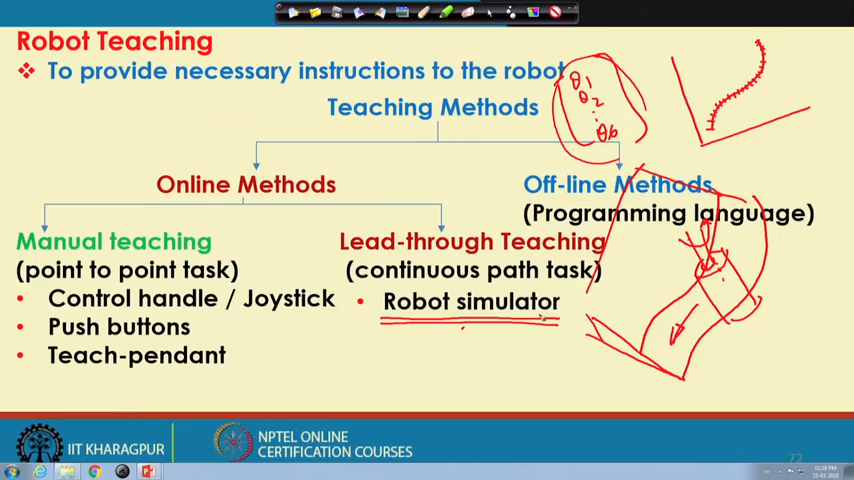 Robot Teaching
❖ To provide necessary instructions to the robot
Teaching Methods
θ1
θ2
θ6
Online Methods
Off-line Methods
(Programming language)
Manual teaching
(point to point task)
• Control handle / Joystick
• Push buttons
• Teach-pendant
Lead-through Teaching
(continuous path task)
• Robot simulator
IIT KHARAGPUR
NPTEL ONLINE
CERTIFICATION COURSES
72